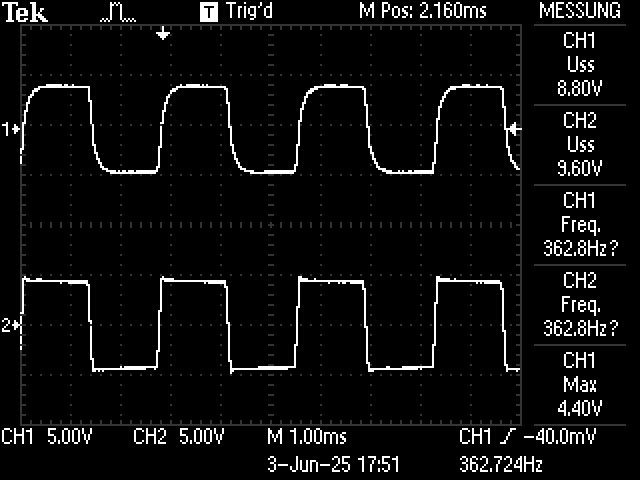 Tek T Trig'd M Pos: 2.160ms MESSUNG
CH1
Uss
8.80V
1
CH2
Uss
9.60V
CH1
Freq.
362.8Hz?
CH2
Freq.
362.8Hz?
2
CH1
Max
4.40V
CH1 5.00V CH2 5.00V M 1.00ms CH1 -40.0mV
3-Jun-25 17:51 362.724Hz